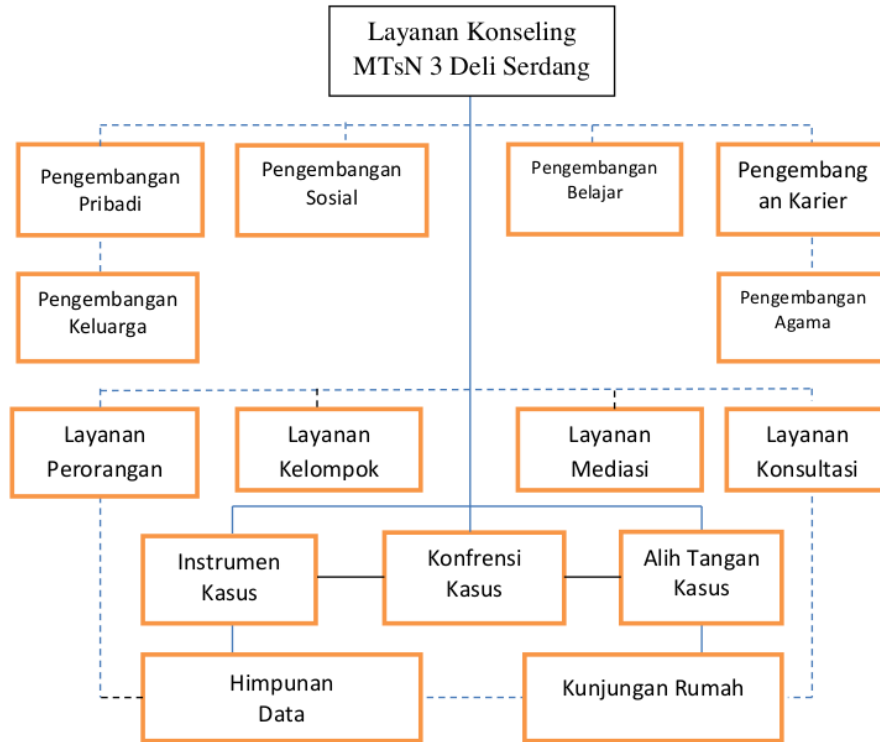 Layanan Konseling
MTsN 3 Deli Serdang
Pengembangan
Pribadi
Pengembangan
Sosial
Pengembangan
Belajar
Pengembang
an Karier
Pengembangan
Keluarga
Pengembangan
Agama
Layanan
Perorangan
Layanan
Kelompok
Layanan
Mediasi
Layanan
Konsultasi
Instrumen
Kasus
Konfrensi
Kasus
Alih Tangan
Kasus
Himpunan
Data
Kunjungan Rumah